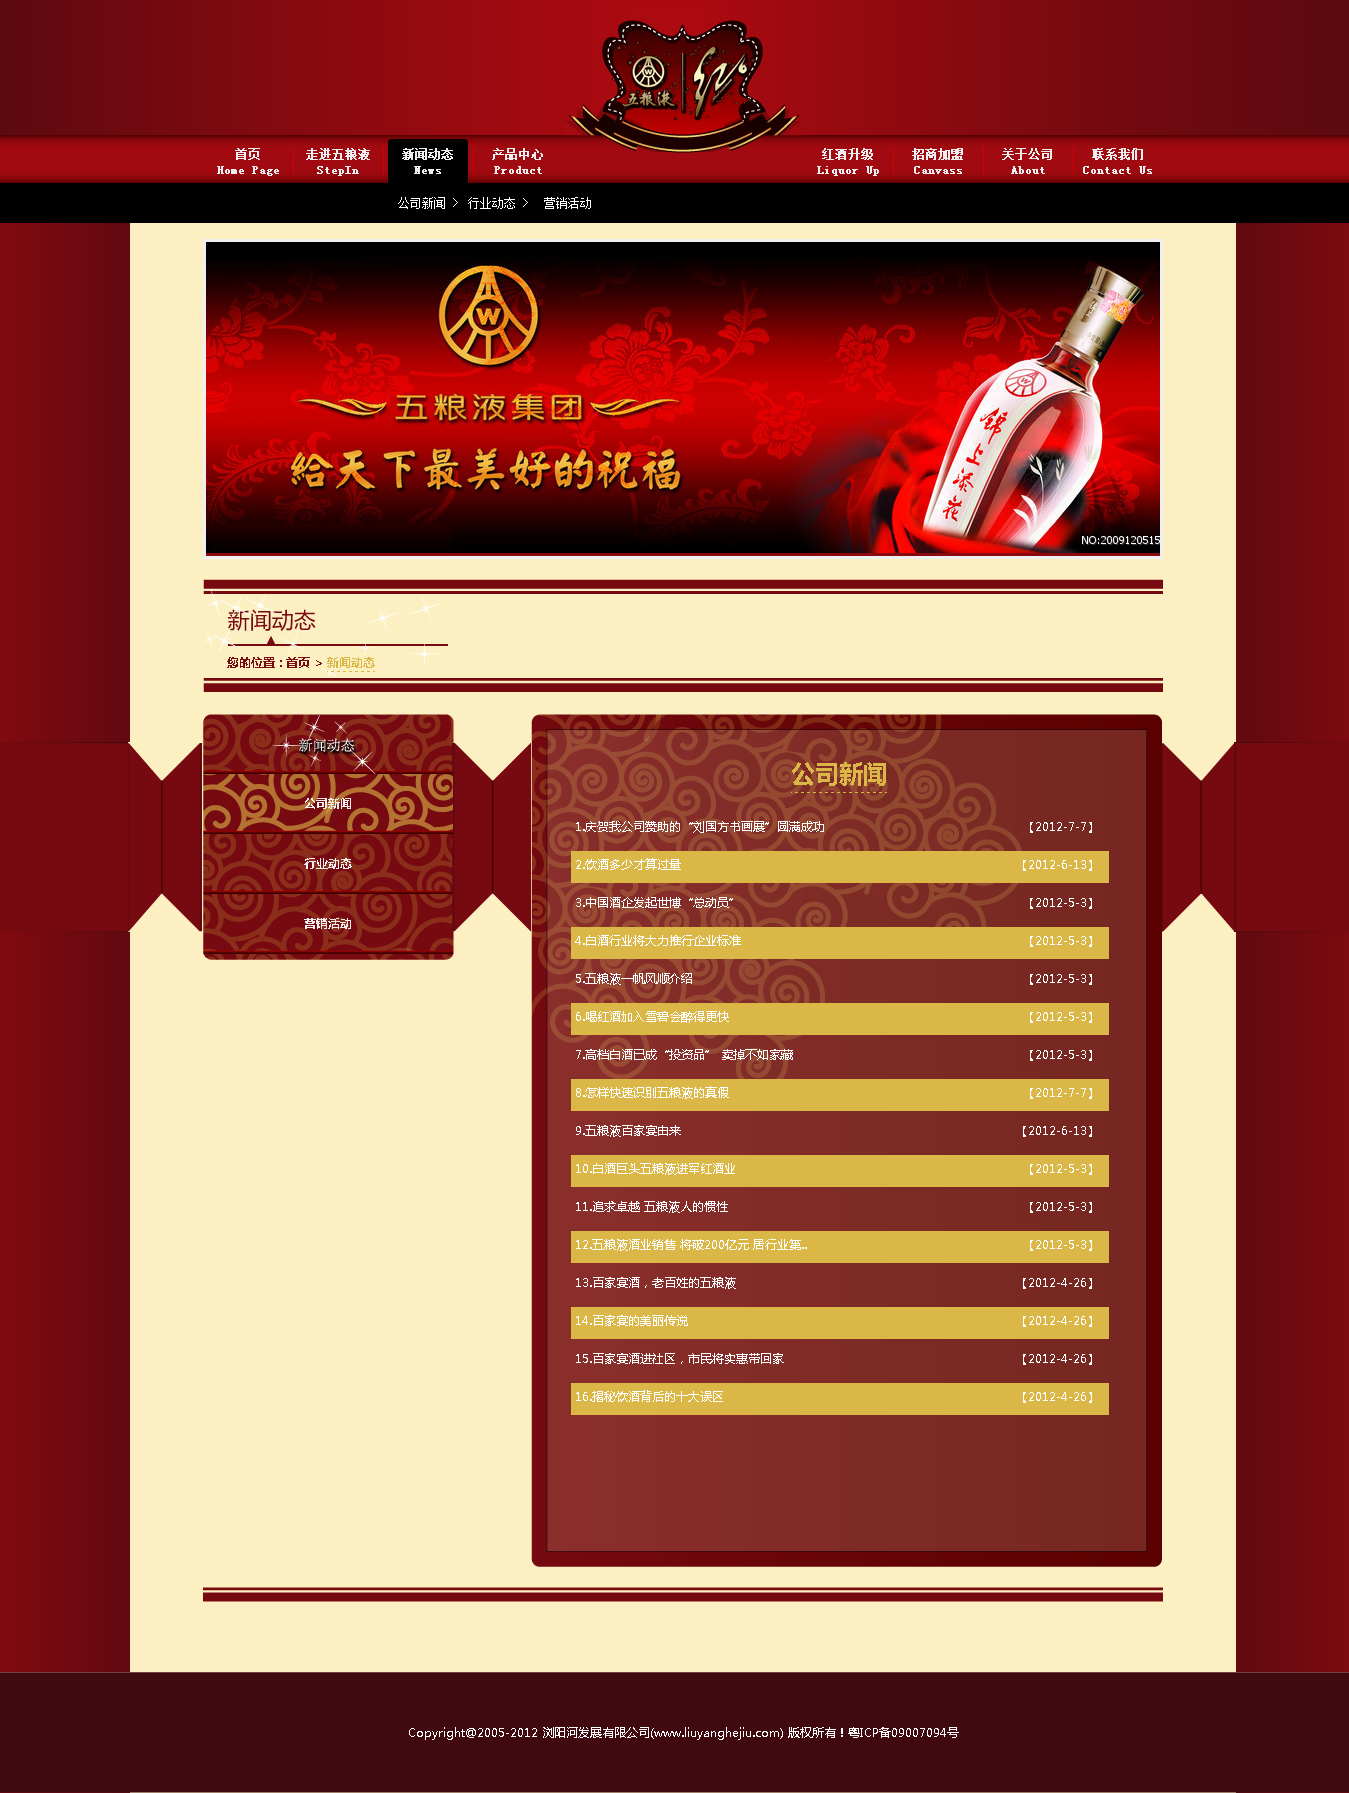 五粮液 红
首页 走进五粮液 新闻动态 产品中心 红酒升级 招商加盟 关于公司 联系我们
Home Page StepIn News Product Liquor Up Canvass About Contact Us
公司新闻 > 行业动态 > 营销活动
W
五粮液集团
給天下最美好的祝福
錦上添花
NO:2009120515
新闻动态
您的位置：首页 > 新闻动态
新闻动态
公司新闻
行业动态
营销活动
公司新闻
1.庆贺我公司赞助的“刘国方书画展”圆满成功 【2012-7-7】
2.饮酒多少才算过量 【2012-6-13】
3.中国酒企发起世博“总动员” 【2012-5-3】
4.白酒行业将大力推行企业标准 【2012-5-3】
5.五粮液一帆风顺介绍 【2012-5-3】
6.喝红酒加入雪碧会醉得更快 【2012-5-3】
7.高档白酒已成“投资品” 卖掉不如家藏 【2012-5-3】
8.怎样快速识别五粮液的真假 【2012-7-7】
9.五粮液百家宴由来 【2012-6-13】
10.白酒巨头五粮液进军红酒业 【2012-5-3】
11.追求卓越 五粮液人的惯性 【2012-5-3】
12.五粮液酒业销售 将破200亿元 居行业第.. 【2012-5-3】
13.百家宴酒，老百姓的五粮液 【2012-4-26】
14.百家宴的美丽传说 【2012-4-26】
15.百家宴酒进社区，市民将实惠带回家 【2012-4-26】
16.揭秘饮酒背后的十大误区 【2012-4-26】
Copyright@2005-2012 浏阳河发展有限公司(www.liuyanghejiu.com) 版权所有！粤ICP备09007094号